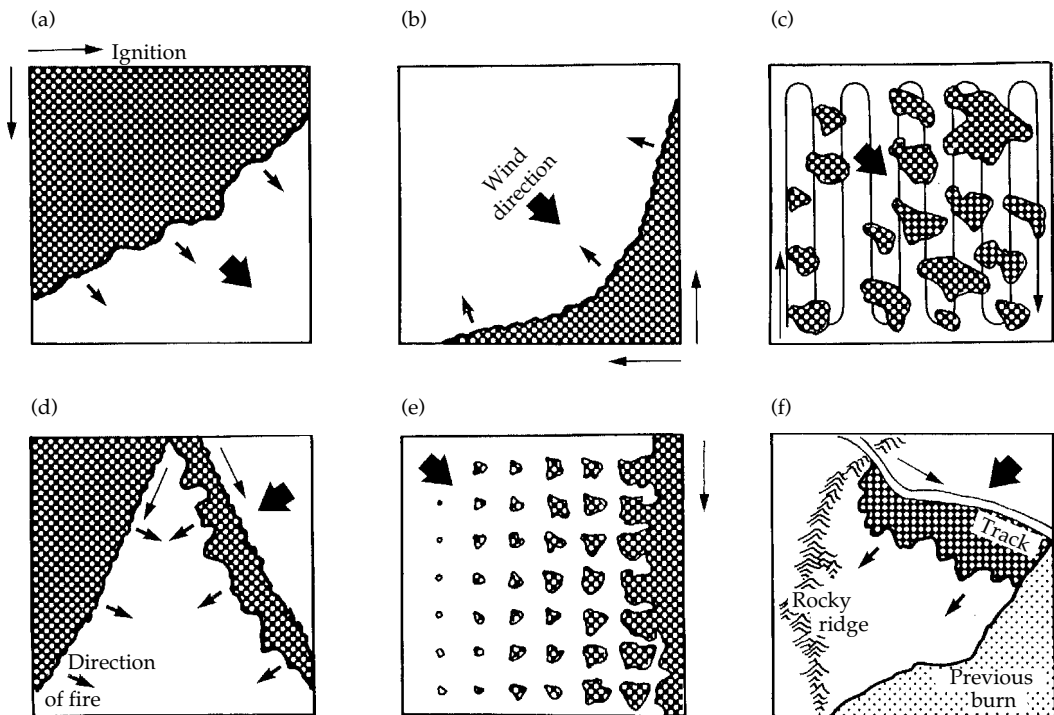 (a)
(b)
(c)
Ignition
Wind
direction
(d)
(e)
(f)
Direction
of fire
Track
Rocky
ridge
Previous
burn